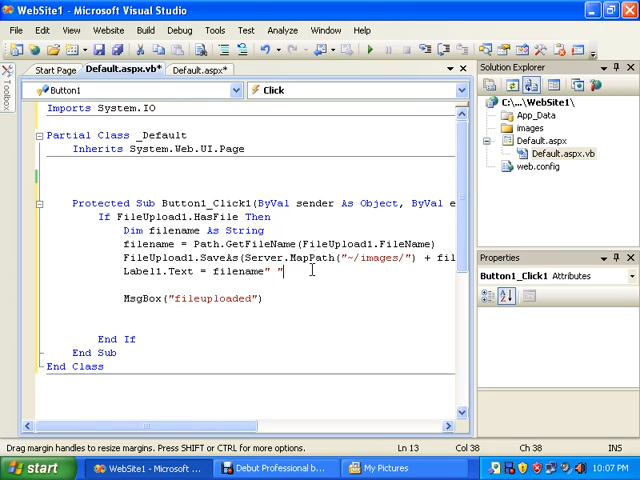 WebSite1 - Microsoft Visual Studio
File Edit View Website Build Debug Tools Test Analyze Window Help
Start Page Default.aspx.vb* Default.aspx*
Button1 Click
Toolbox
Imports System.IO
Partial Class _Default
Inherits System.Web.UI.Page
Protected Sub Button1_Click1(ByVal sender As Object, ByVal e
If FileUpload1.HasFile Then
Dim filename As String
filename = Path.GetFileName(FileUpload1.FileName)
FileUpload1.SaveAs(Server.MapPath("~/images/") + fil
Label1.Text = filename" "
MsgBox("fileuploaded")
End If
End Sub
End Class
Solution Explorer
C:\...\WebSite1\
App_Data
images
Default.aspx
Default.aspx.vb
web.config
Properties
Button1_Click1 Attributes
Drag margin handles to resize margins. Press SHIFT or CTRL for more options.
Ln 13 Col 38 Ch 38 INS
start WebSite1 - Microsoft ... Debut Professional b... My Pictures 10:07 PM